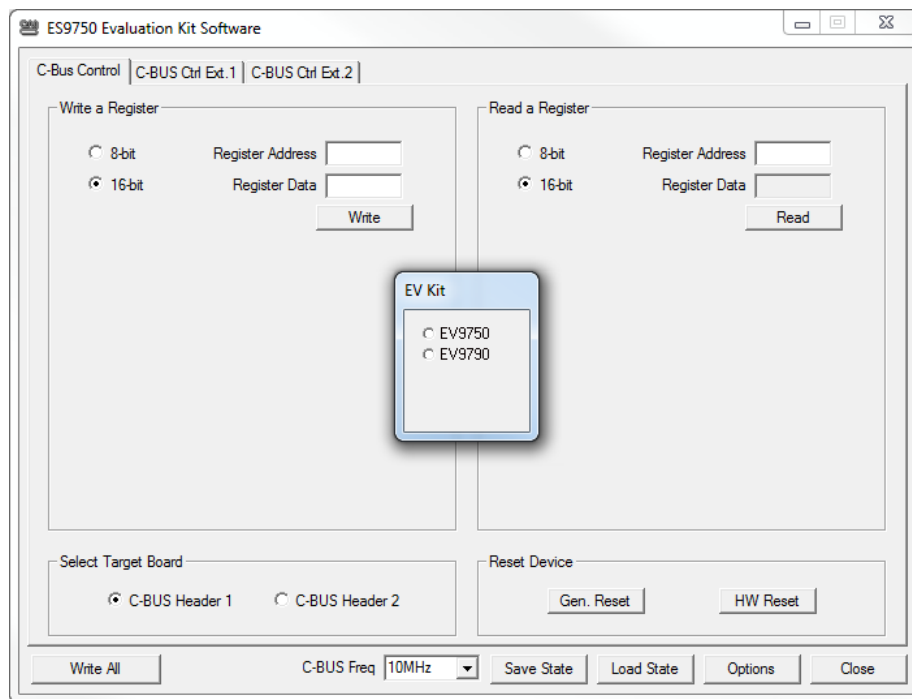 ES9750 Evaluation Kit Software
C-Bus Control C-BUS Ctrl Ext.1 C-BUS Ctrl Ext.2
Write a Register
8-bit Register Address
16-bit Register Data
Write
Read a Register
8-bit Register Address
16-bit Register Data
Read
EV Kit
EV9750
EV9790
Select Target Board
C-BUS Header 1 C-BUS Header 2
Reset Device
Gen. Reset HW Reset
Write All C-BUS Freq 10MHz Save State Load State Options Close